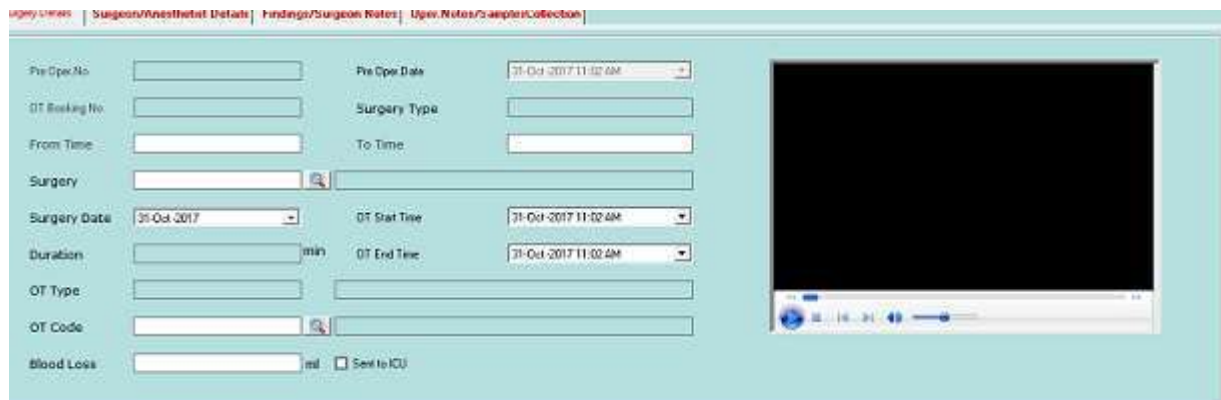 Surgery Details Surgeon/Anesthetist Details Findings/Surgeon Notes Oper.Notes/SamplesCollection
Pre Oper.No Pre Oper.Date 31-Oct-2017 11:02 AM
OT Booking No Surgery Type
From Time To Time
Surgery
Surgery Date 31-Oct-2017 OT Start Time 31-Oct-2017 11:02 AM
Duration min OT End Time 31-Oct-2017 11:02 AM
OT Type
OT Code
Blood Loss ml Sent to ICU